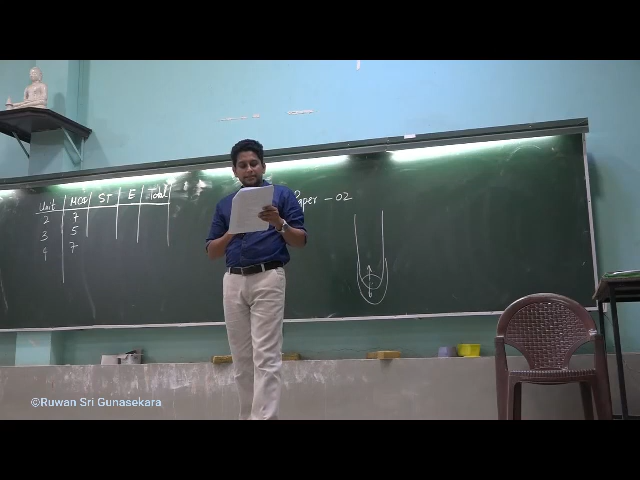 Unit MCQ ST E Total
2 7
3 5
4 7
Paper - 02
©Ruwan Sri Gunasekara